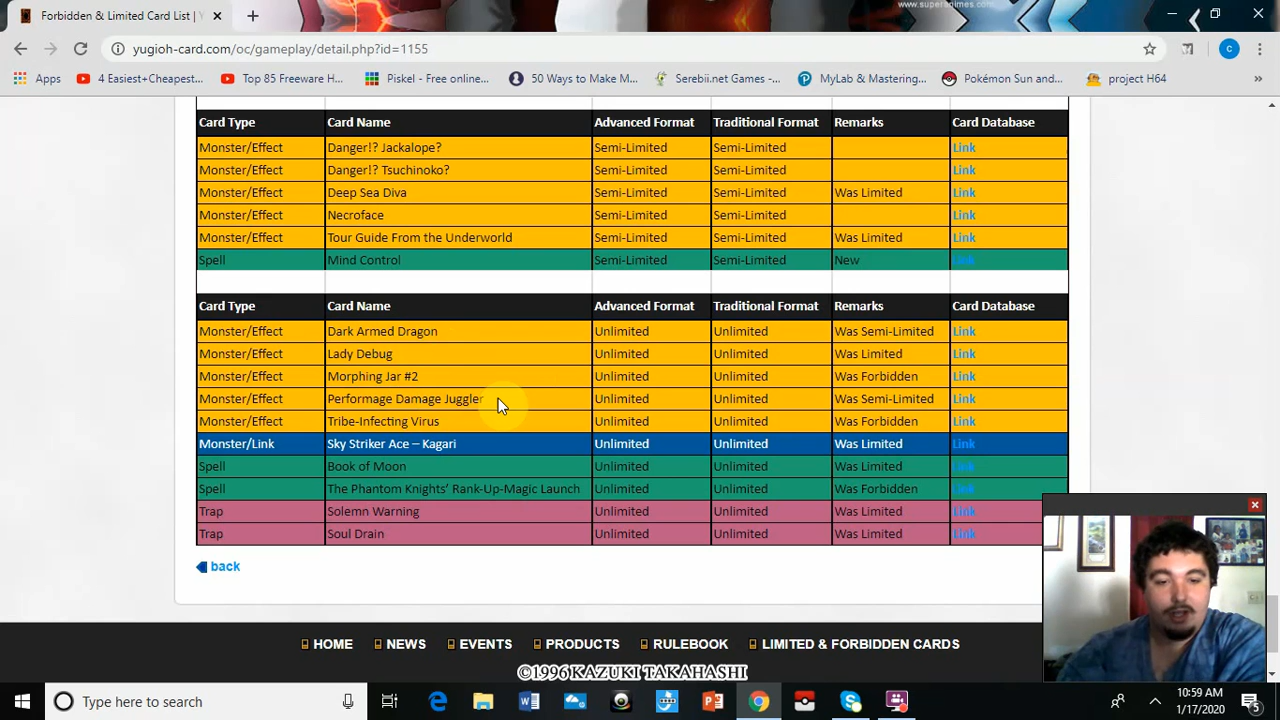 www.superanimes.com
Forbidden & Limited Card List | Y
yugioh-card.com/oc/gameplay/detail.php?id=1155
C
Apps 4 Easiest+Cheapest... Top 85 Freeware H... Piskel - Free onlin... 50 Ways to Make M... Serebii.net Games -... MyLab & Mastering... Pokémon Sun and... project H64 »
Card Type Card Name Advanced Format Traditional Format Remarks Card Database
Monster/Effect Danger!? Jackalope? Semi-Limited Semi-Limited Link
Monster/Effect Danger!? Tsuchinoko? Semi-Limited Semi-Limited Link
Monster/Effect Deep Sea Diva Semi-Limited Semi-Limited Was Limited Link
Monster/Effect Necroface Semi-Limited Semi-Limited Link
Monster/Effect Tour Guide From the Underworld Semi-Limited Semi-Limited Was Limited Link
Spell Mind Control Semi-Limited Semi-Limited New Link
Card Type Card Name Advanced Format Traditional Format Remarks Card Database
Monster/Effect Dark Armed Dragon Unlimited Unlimited Was Semi-Limited Link
Monster/Effect Lady Debug Unlimited Unlimited Was Limited Link
Monster/Effect Morphing Jar #2 Unlimited Unlimited Was Forbidden Link
Monster/Effect Performage Damage Juggler Unlimited Unlimited Was Semi-Limited Link
Monster/Effect Tribe-Infecting Virus Unlimited Unlimited Was Forbidden Link
Monster/Link Sky Striker Ace – Kagari Unlimited Unlimited Was Limited Link
Spell Book of Moon Unlimited Unlimited Was Limited Link
Spell The Phantom Knights’ Rank-Up-Magic Launch Unlimited Unlimited Was Forbidden Link
Trap Solemn Warning Unlimited Unlimited Was Limited Link
Trap Soul Drain Unlimited Unlimited Was Limited Link
back
HOME NEWS EVENTS PRODUCTS RULEBOOK LIMITED & FORBIDDEN CARDS
©1996 KAZUKI TAKAHASHI
Type here to search
10:59 AM
1/17/2020
5